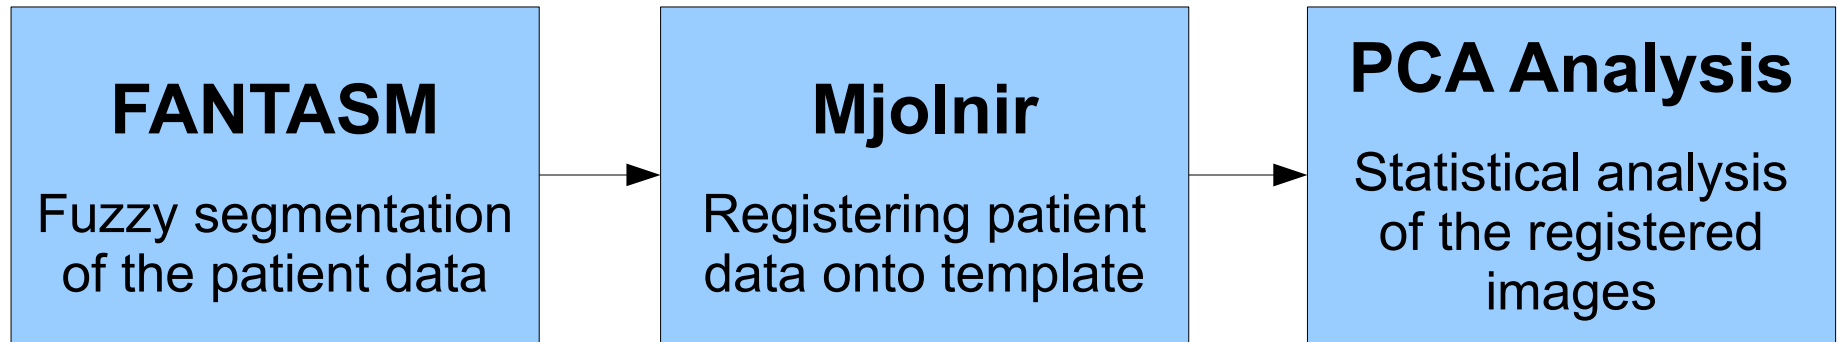 FANTASM
Fuzzy segmentation
of the patient data
Mjolnir
Registering patient
data onto template
PCA Analysis
Statistical analysis
of the registered
images